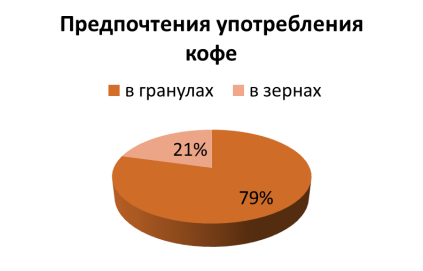 Предпочтения употребления
кофе
в гранулах в зернах
21%
79%